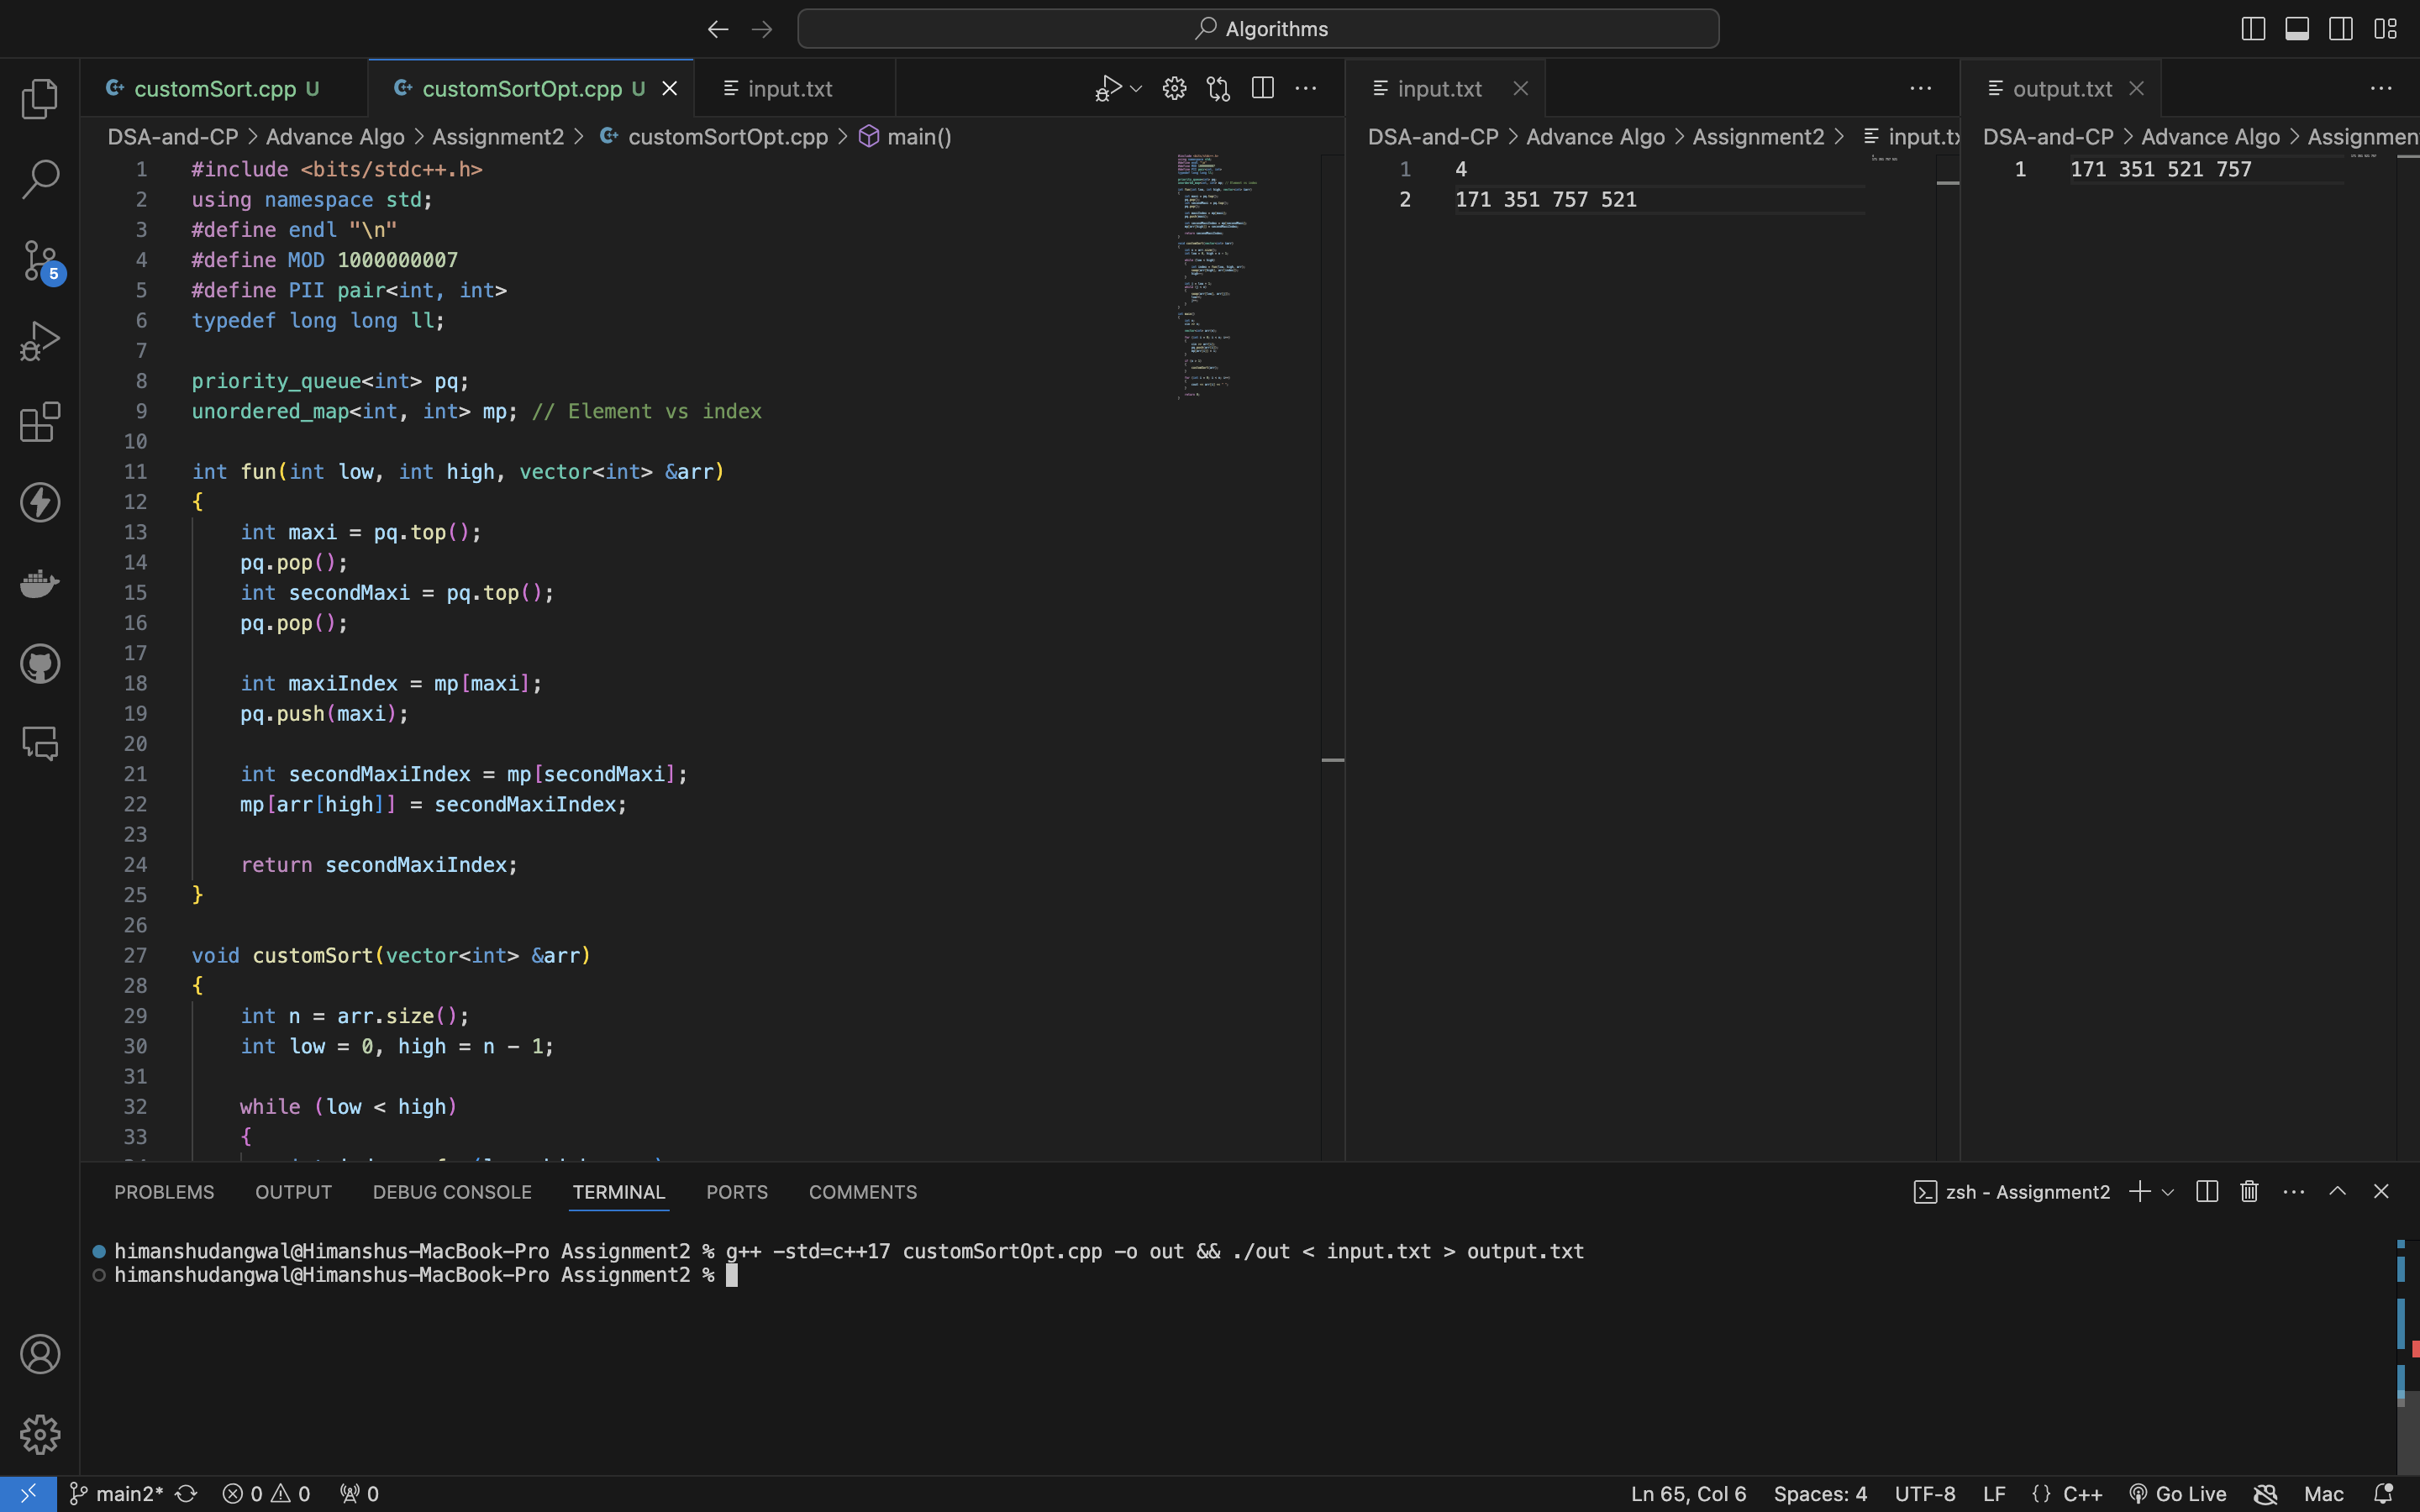 Algorithms
customSort.cpp U
customSortOpt.cpp U
input.txt
input.txt
output.txt
DSA-and-CP > Advance Algo > Assignment2 > customSortOpt.cpp > main()
DSA-and-CP > Advance Algo > Assignment2 > input.tx
DSA-and-CP > Advance Algo > Assignmen
1 #include <bits/stdc++.h>
2 using namespace std;
3 #define endl "\n"
4 #define MOD 1000000007
5 #define PII pair<int, int>
6 typedef long long ll;
7
8 priority_queue<int> pq;
9 unordered_map<int, int> mp; // Element vs index
10
11 int fun(int low, int high, vector<int> &arr)
12 {
13 int maxi = pq.top();
14 pq.pop();
15 int secondMaxi = pq.top();
16 pq.pop();
17
18 int maxiIndex = mp[maxi];
19 pq.push(maxi);
20
21 int secondMaxiIndex = mp[secondMaxi];
22 mp[arr[high]] = secondMaxiIndex;
23
24 return secondMaxiIndex;
25 }
26
27 void customSort(vector<int> &arr)
28 {
29 int n = arr.size();
30 int low = 0, high = n - 1;
31
32 while (low < high)
33 {
1 4
2 171 351 757 521
1 171 351 521 757
PROBLEMS OUTPUT DEBUG CONSOLE TERMINAL PORTS COMMENTS
zsh - Assignment2
himanshudangwal@Himanshus-MacBook-Pro Assignment2 % g++ -std=c++17 customSortOpt.cpp -o out && ./out < input.txt > output.txt
himanshudangwal@Himanshus-MacBook-Pro Assignment2 %
5
main2* 0 0 0
Ln 65, Col 6 Spaces: 4 UTF-8 LF {} C++ Go Live Mac